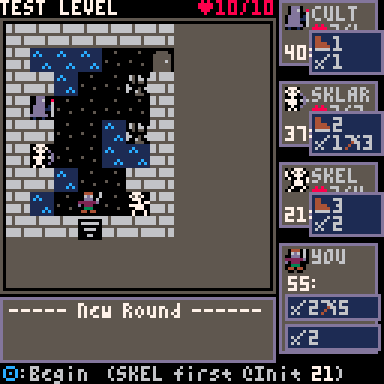 TEST LEVEL ♥10/10
CULT
40:
1
1
SKLAR
37:
2
1 3
SKEL
21:
3
2
YOU
55:
2 5
2
----- New Round ------
O:Begin (SKEL first @Init 21)